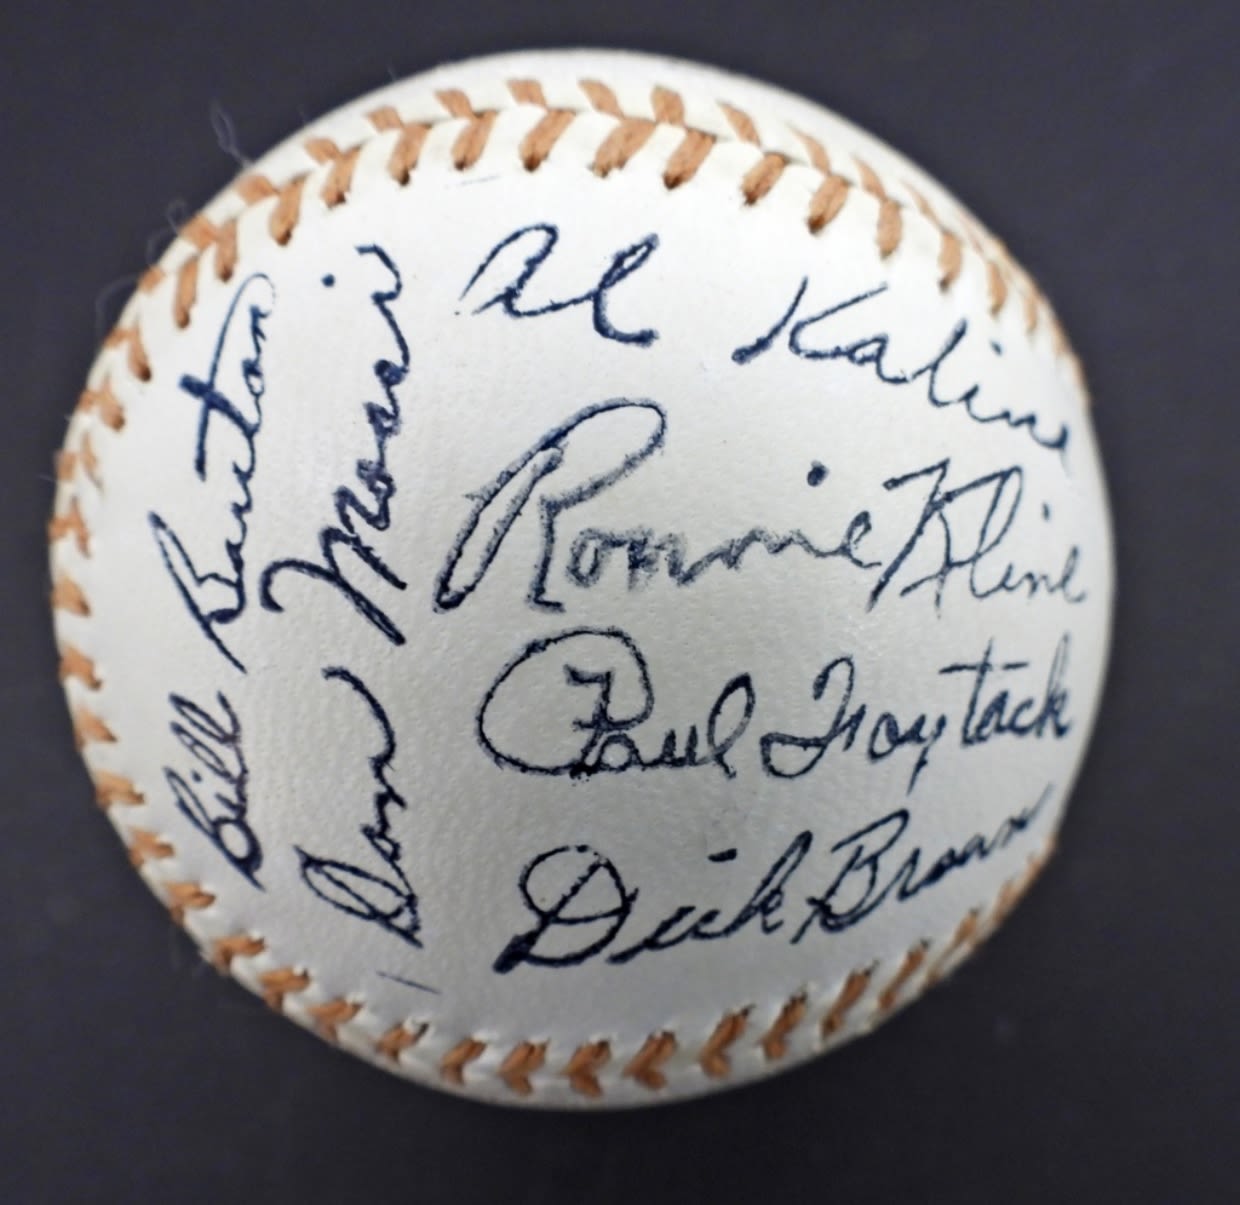 Al Kaline
Ronnie Kline
Paul Foytack
Dick Brown
Don Mossi
Bill Bruton